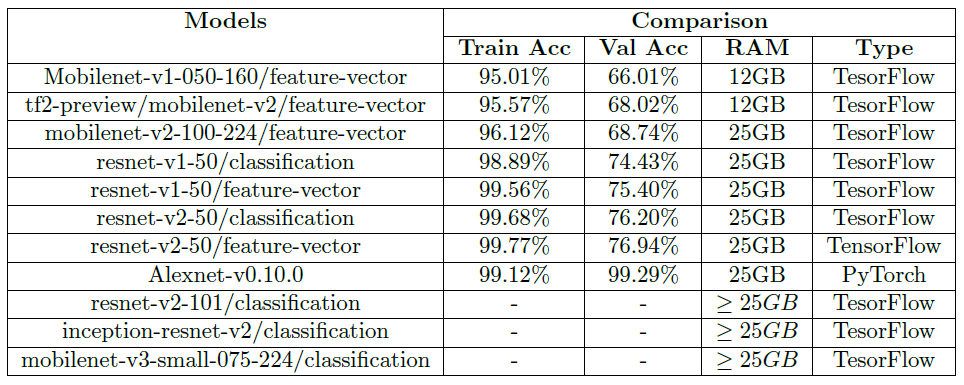 Models Comparison
Train Acc Val Acc RAM Type
Mobilenet-v1-050-160/feature-vector 95.01% 66.01% 12GB TesorFlow
tf2-preview/mobilenet-v2/feature-vector 95.57% 68.02% 12GB TesorFlow
mobilenet-v2-100-224/feature-vector 96.12% 68.74% 25GB TesorFlow
resnet-v1-50/classification 98.89% 74.43% 25GB TesorFlow
resnet-v1-50/feature-vector 99.56% 75.40% 25GB TesorFlow
resnet-v2-50/classification 99.68% 76.20% 25GB TesorFlow
resnet-v2-50/feature-vector 99.77% 76.94% 25GB TensorFlow
Alexnet-v0.10.0 99.12% 99.29% 25GB PyTorch
resnet-v2-101/classification - - ≥ 25GB TesorFlow
inception-resnet-v2/classification - - ≥ 25GB TesorFlow
mobilenet-v3-small-075-224/classification - - ≥ 25GB TesorFlow